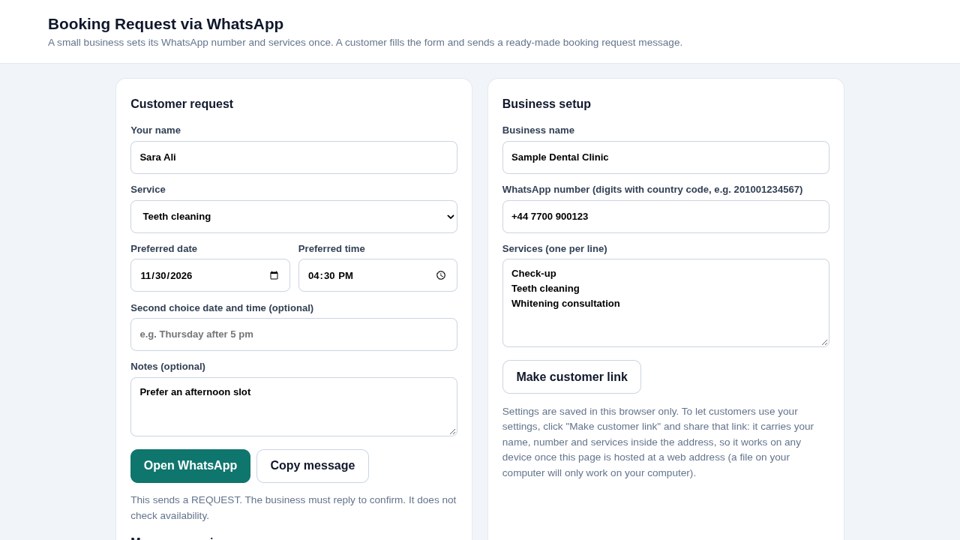 Booking Request via WhatsApp
A small business sets its WhatsApp number and services once. A customer fills the form and sends a ready-made booking request message.
Customer request
Your name
Sara Ali
Service
Teeth cleaning
Preferred date
Preferred time
11/30/2026
04:30 PM
Second choice date and time (optional)
e.g. Thursday after 5 pm
Notes (optional)
Prefer an afternoon slot
Open WhatsApp
Copy message
This sends a REQUEST. The business must reply to confirm. It does not
check availability.
Business setup
Business name
Sample Dental Clinic
WhatsApp number (digits with country code, e.g. 201001234567)
+44 7700 900123
Services (one per line)
Check-up
Teeth cleaning
Whitening consultation
Make customer link
Settings are saved in this browser only. To let customers use your
settings, click "Make customer link" and share that link: it carries your
name, number and services inside the address, so it works on any
device once this page is hosted at a web address (a file on your
computer will only work on your computer).